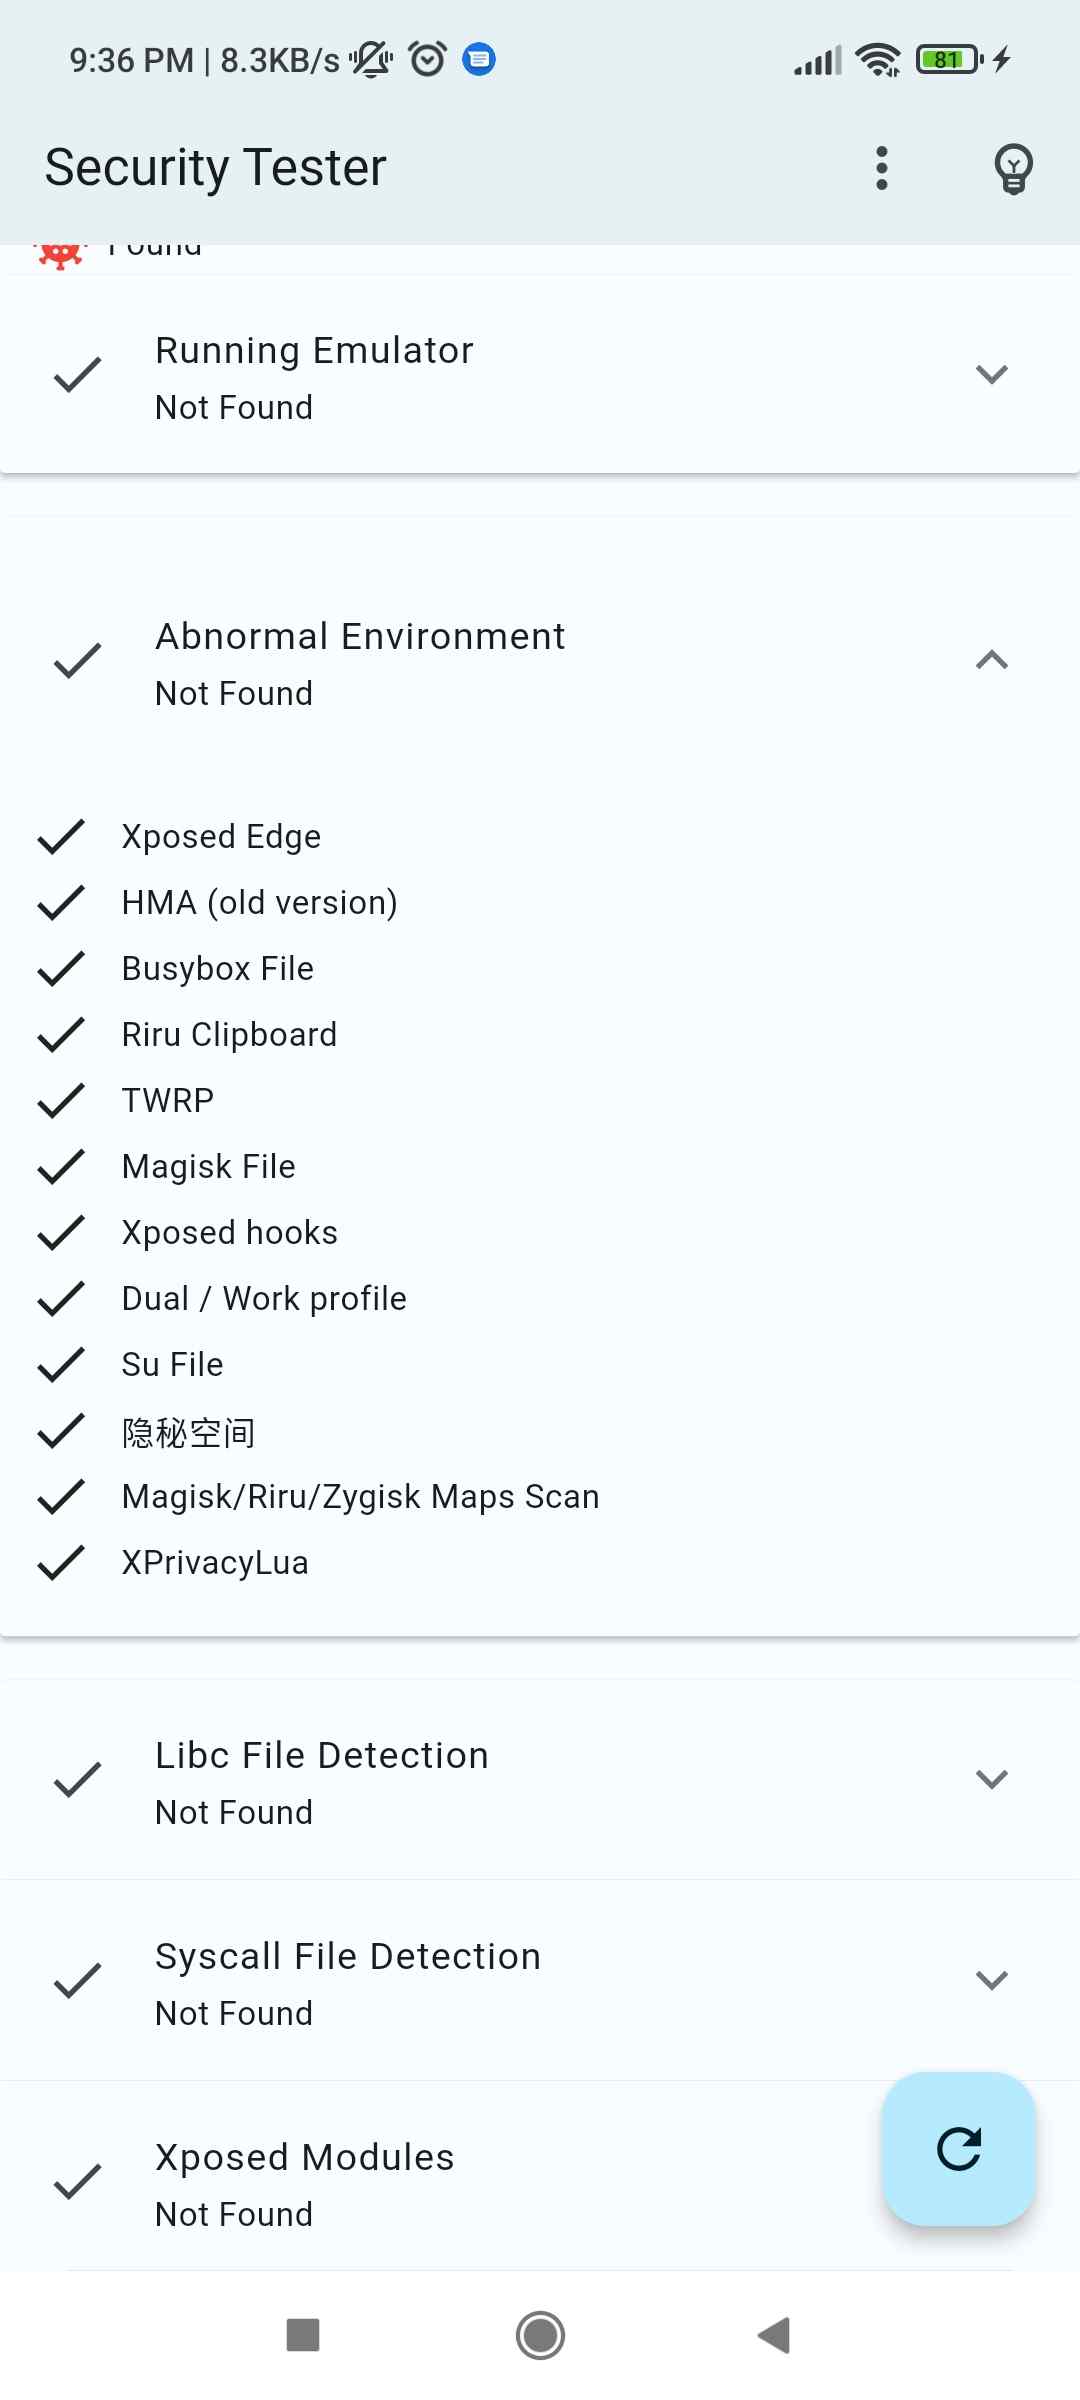 9:36 PM | 8.3KB/s 81
Security Tester
Found
Running Emulator
Not Found
Abnormal Environment
Not Found
Xposed Edge
HMA (old version)
Busybox File
Riru Clipboard
TWRP
Magisk File
Xposed hooks
Dual / Work profile
Su File
隐秘空间
Magisk/Riru/Zygisk Maps Scan
XPrivacyLua
Libc File Detection
Not Found
Syscall File Detection
Not Found
Xposed Modules
Not Found